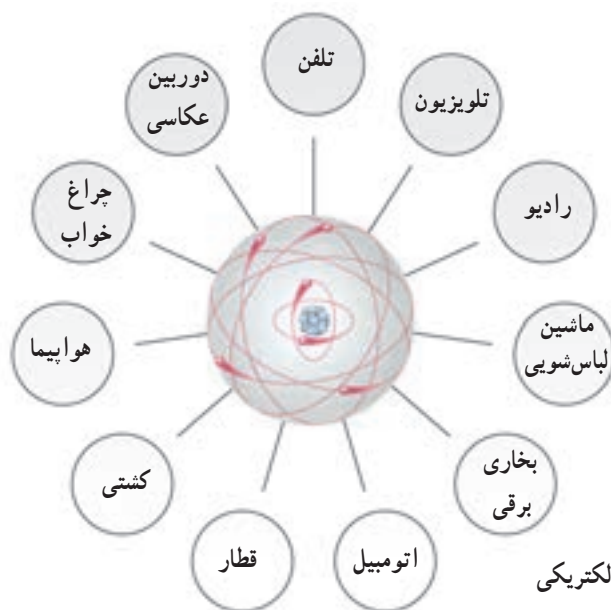 تلفن
تلویزیون
رادیو
ماشین
لباس‌شویی
بخاری
برقی
اتومبیل
قطار
کشتی
هواپیما
چراغ
خواب
دوربین
عکاسی
لکتریکی